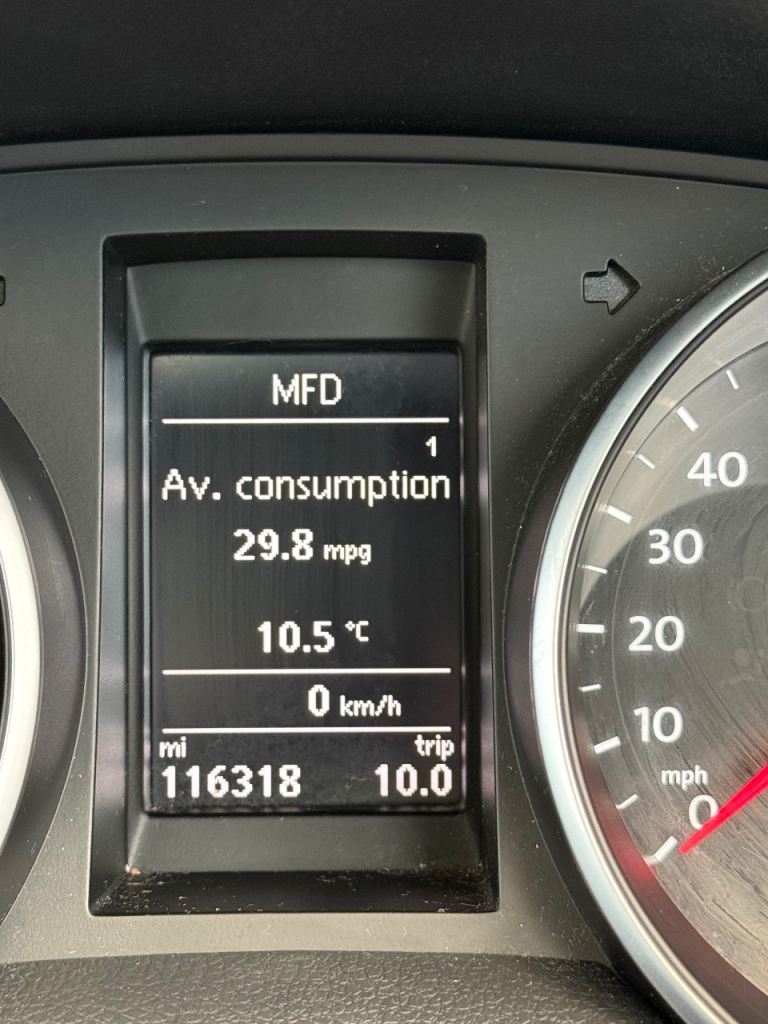 MFD
1
Av. consumption
29.8 mpg
10.5 °C
0 km/h
mi trip
116318 10.0
40
30
20
10
mph
0